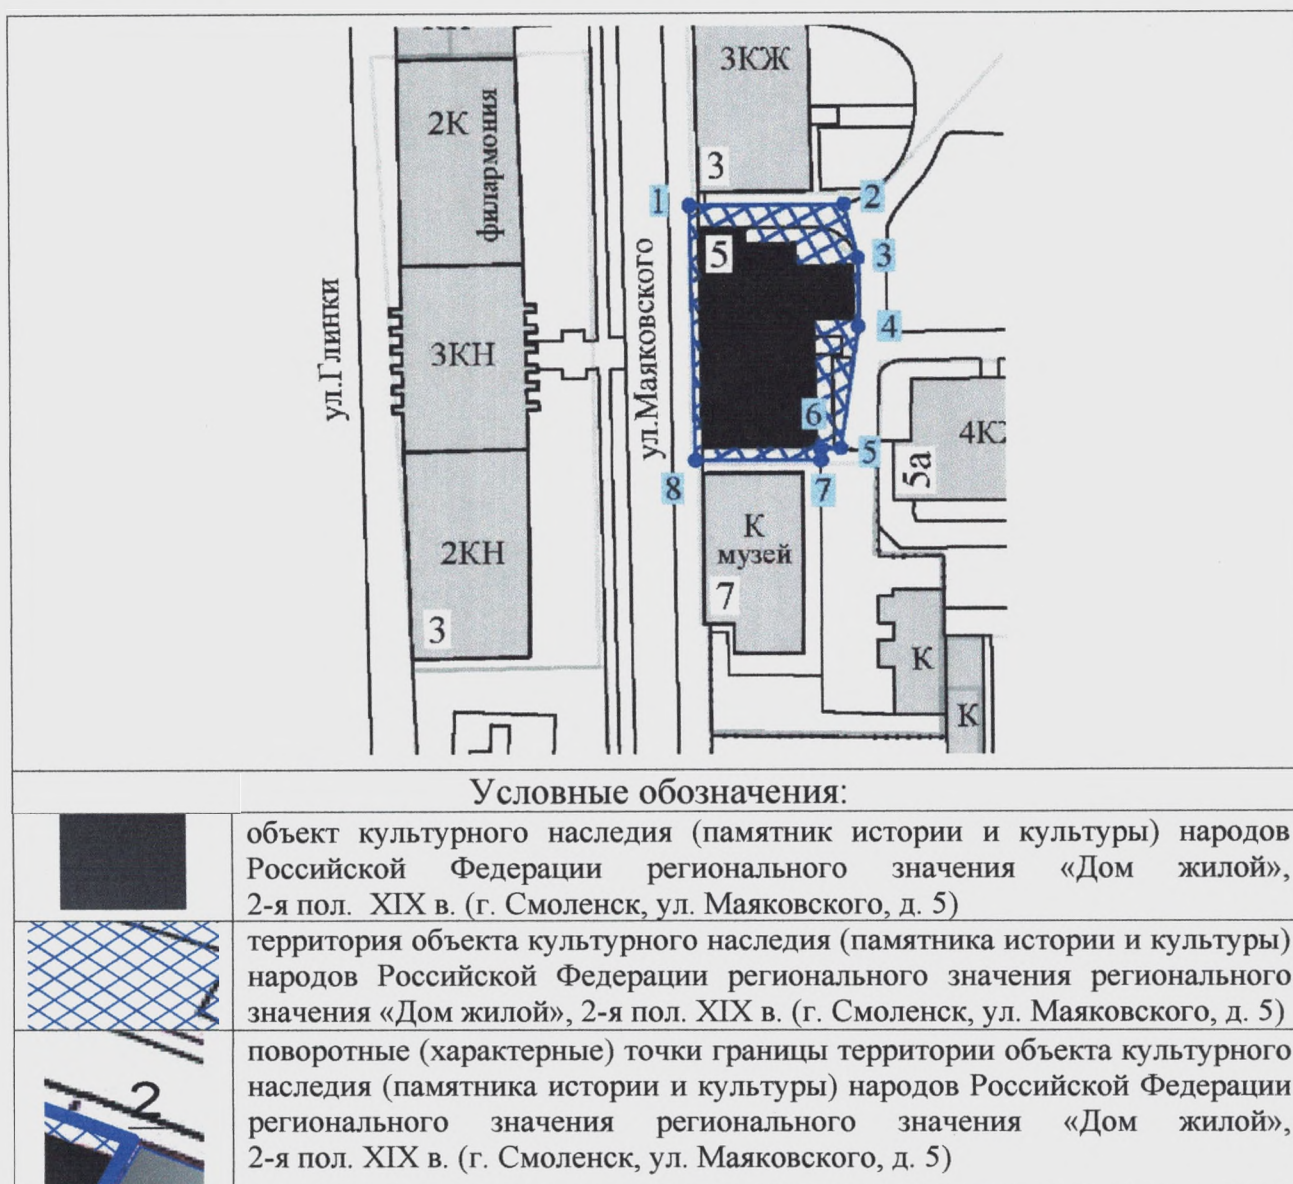 3КЖ
2К
филармония
3
1
2
5
3
4
ул.Глинки
ул.Маяковского
3КН
6
5
4К
5а
8
7
К
музей
7
2КН
3
К
К
Условные обозначения:
объект культурного наследия (памятник истории и культуры) народов
Российской Федерации регионального значения «Дом жилой»,
2-я пол. XIX в. (г. Смоленск, ул. Маяковского, д. 5)
территория объекта культурного наследия (памятника истории и культуры)
народов Российской Федерации регионального значения регионального
значения «Дом жилой», 2-я пол. XIX в. (г. Смоленск, ул. Маяковского, д. 5)
2
поворотные (характерные) точки границы территории объекта культурного
наследия (памятника истории и культуры) народов Российской Федерации
регионального значения регионального значения «Дом жилой»,
2-я пол. XIX в. (г. Смоленск, ул. Маяковского, д. 5)